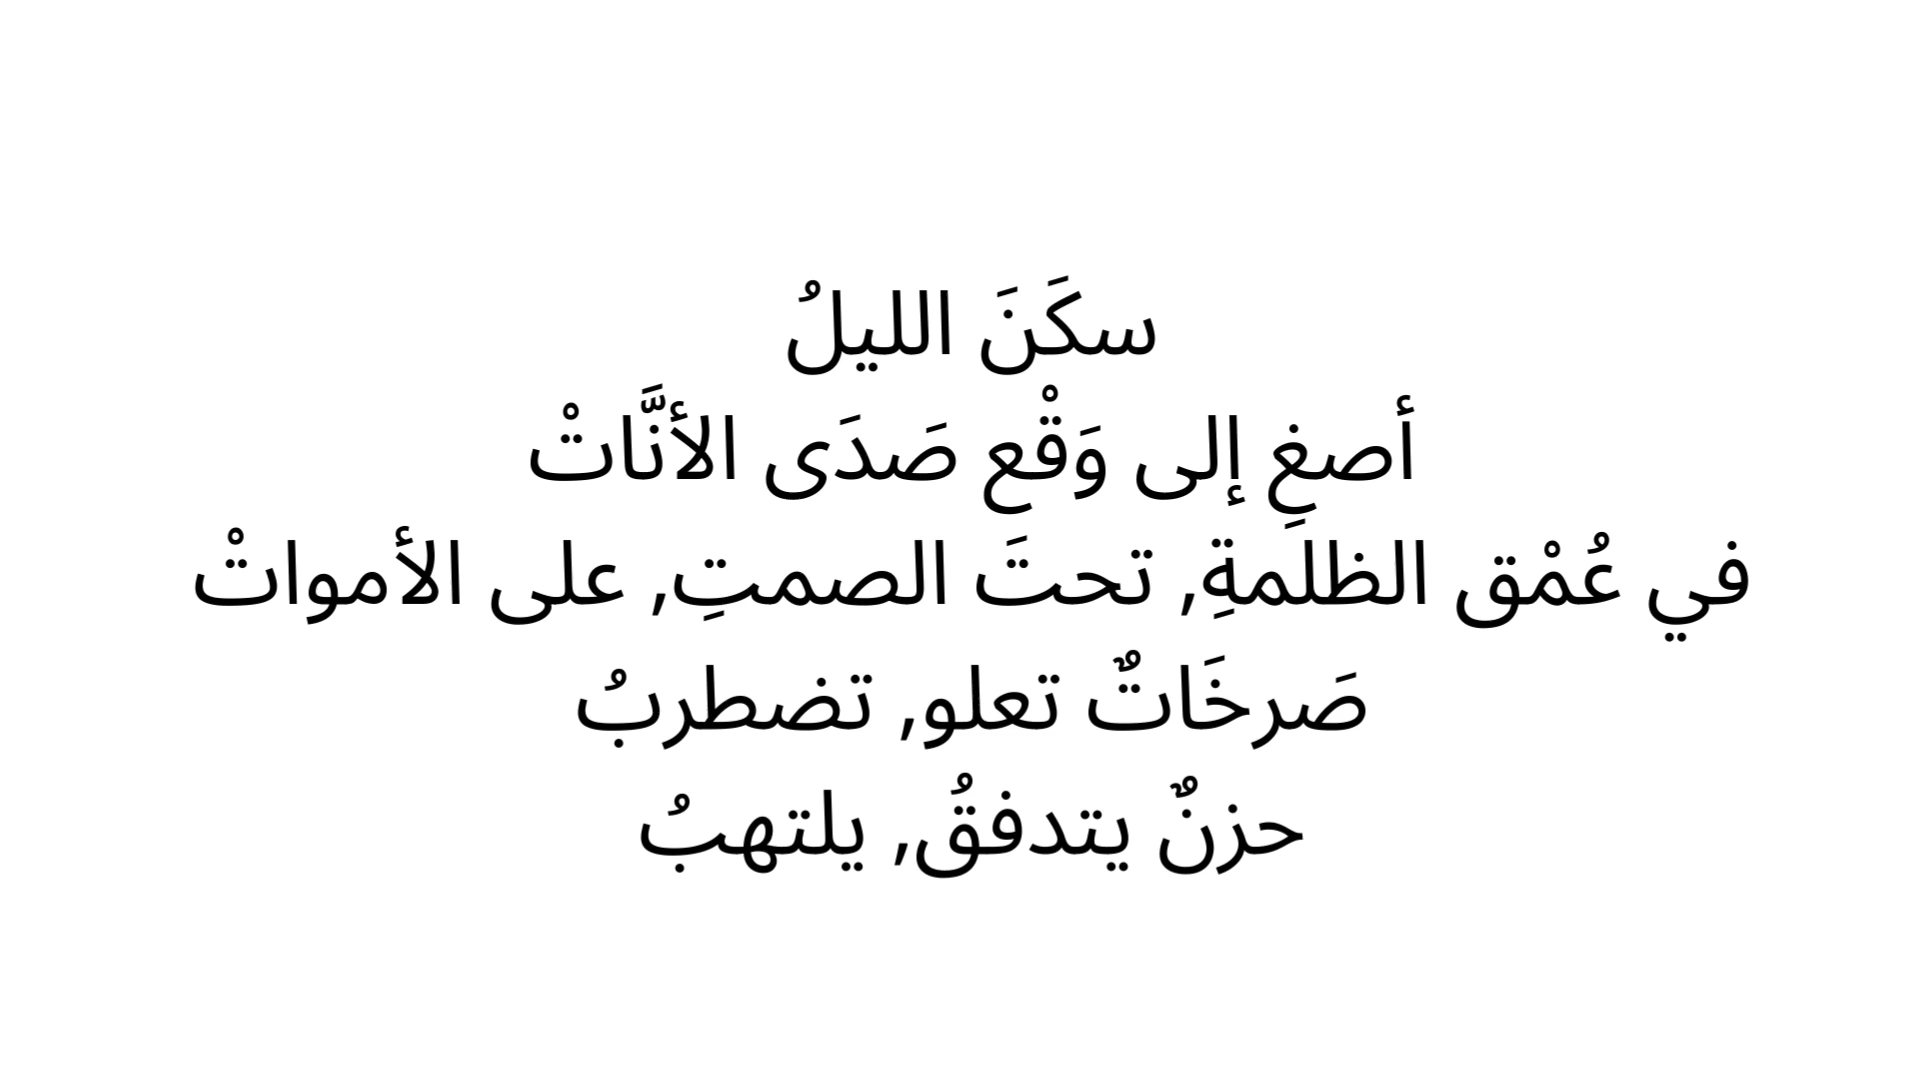 سكَنَ الليلُ
أصغِ إلى وَقْع صَدَى الأنَّاتْ
في عُمْق الظلمةِ, تحتَ الصمتِ, على الأمواتْ
صَرخَاتٌ تعلو, تضطربُ
حزنٌ يتدفقُ, يلتهبُ